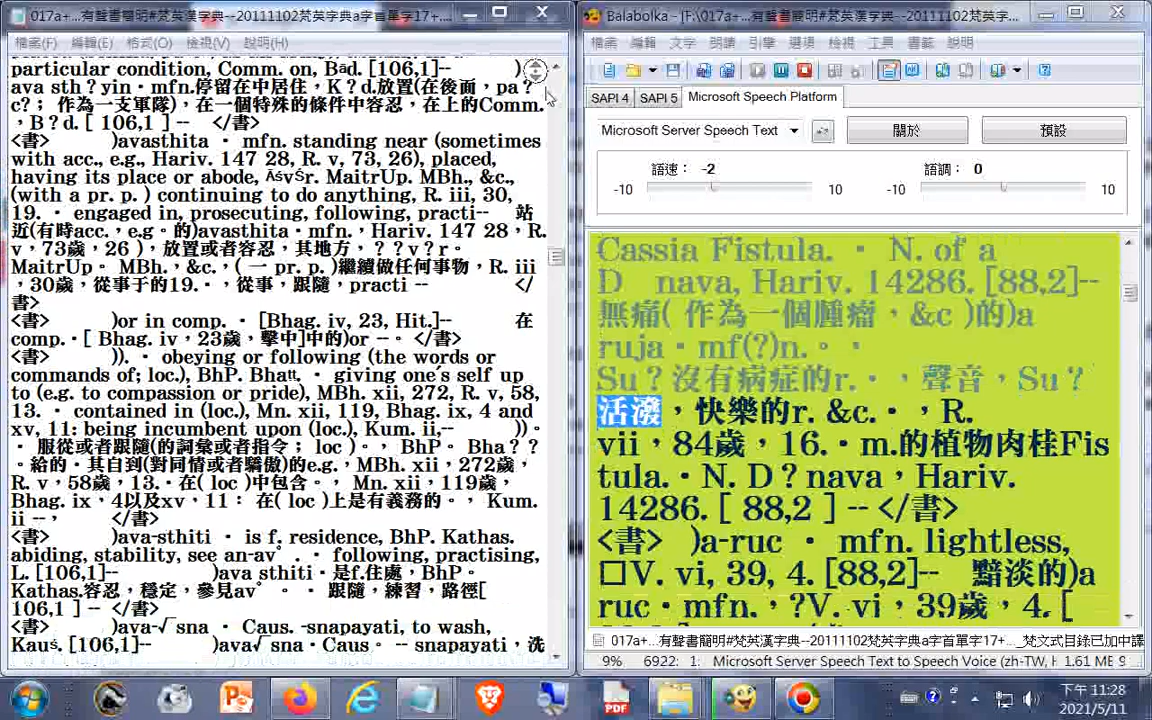 017a+...有聲書簡明#梵英漢字典--20111102梵英字典a字首單字17+...
檔案(F) 編輯(E) 格式(O) 檢視(V) 說明(H)
particular condition, Comm. on, Bād. [106,1]-- )
ava sth？yin‧mfn.停留在中居住，K？d.放置(在後面，pa？
c?； 作為一支軍隊)，在一個特殊的條件中容忍，在上的Comm.
，B？d. [ 106,1 ] -- </書>
<書> )avasthita ‧ mfn. standing near (sometimes
with acc., e.g., Hariv. 147 28, R. v, 73, 26), placed,
having its place or abode, ĀśvŚr. MaitrUp. MBh., &c.,
(with a pr. p. ) continuing to do anything, R. iii, 30,
19. ‧ engaged in, prosecuting, following, practi-- 站
近(有時acc.，e.g。的)avasthita‧mfn.，Hariv. 147 28，R.
v，73歲，26 )，放置或者容忍，其地方，？？v？r。
MaitrUp。 MBh.，&c.，( 一 pr. p. )繼續做任何事物，R. iii
，30歲，從事于的19.‧，從事，跟隨，practi -- </
書>
<書> )or in comp. ‧ [Bhag. iv, 23, Hit.]-- 在
comp.‧[ Bhag. iv，23歲，擊中]中的)or --。 </書>
<書> )). ‧ obeying or following (the words or
commands of; loc.), BhP. Bhaṭṭ. ‧ giving one's self up
to (e.g. to compassion or pride), MBh. xii, 272, R. v, 58,
13. ‧ contained in (loc.), Mn. xii, 119, Bhag. ix, 4 and
xv, 11: being incumbent upon (loc.), Kum. ii,-- ))。
‧ 服從或者跟隨(的詞彙或者指令； loc )。， BhP。 Bha？？
。給的‧其自到(對同情或者驕傲)的e.g.，MBh. xii，272歲，
R. v，58歲，13.‧在( loc )中包含。， Mn. xii，119歲，
Bhag. ix，4以及xv，11： 在( loc )上是有義務的。， Kum.
ii --， </書>
<書> )ava-sthiti ‧ is f. residence, BhP. Kathas.
abiding, stability, see an-av° . ‧ following, practising,
L. [106,1]-- )ava sthiti‧是f.住處，BhP。
Kathas.容忍，穩定，參見av° 。 ‧ 跟隨，練習，路徑[
106,1 ] -- </書>
<書> )ava-√sna ‧ Caus. -snapayati, to wash,
Kauś. [106,1]-- )ava√sna‧Caus。 -- snapayati，洗
Balabolka - [F:\017a+...有聲書簡明#梵英漢字典--20111102梵英字...
檔案 編輯 文字 朗讀 引擎 選項 檢視 工具 書籤 說明
SAPI 4 SAPI 5 Microsoft Speech Platform
Microsoft Server Speech Text 關於 預設
語速： -2 語調： 0
-10 10 -10 10
Cassia Fistula. ‧ N. of a
D nava, Hariv. 14286. [88,2]--
無痛( 作為一個腫瘤，&c )的)a
ruja‧mf(?)n.。‧
Su？沒有病症的r.‧，聲音，Su？
活潑，快樂的r. &c.‧，R.
vii，84歲，16.‧m.的植物肉桂Fis
tula.‧N. D？nava，Hariv.
14286. [ 88,2 ] -- </書>
<書> )a-ruc ‧ mfn. lightless,
□V. vi, 39, 4. [88,2]-- 黯淡的)a
ruc‧mfn.，?V. vi，39歲，4. [
017a+...有聲書簡明#梵英漢字典--20111102梵英字典a字首單字17+..._梵文式目錄已加中譯
9% 6922: 1: Microsoft Server Speech Text to Speech Voice (zh-TW, 1.61 MB
下午 11:28
2021/5/11